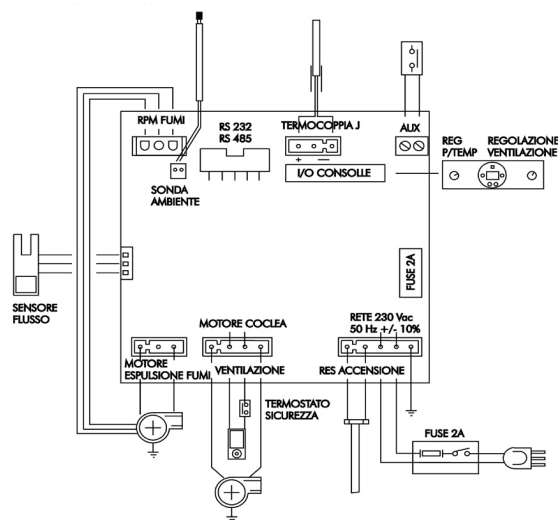 RPM FUMI
RS 232
RS 485
TERMOCOPPIA J
AUX
+ –
I/O CONSOLLE
SONDA
AMBIENTE
REG
P/TEMP
REGOLAZIONE
VENTILAZIONE
SENSORE
FLUSSO
FUSE 2A
MOTORE COCLEA
RETE 230 Vac
50 Hz +/- 10%
MOTORE
ESPULSIONE FUMI
VENTILAZIONE
RES ACCENSIONE
TERMOSTATO
SICUREZZA
FUSE 2A